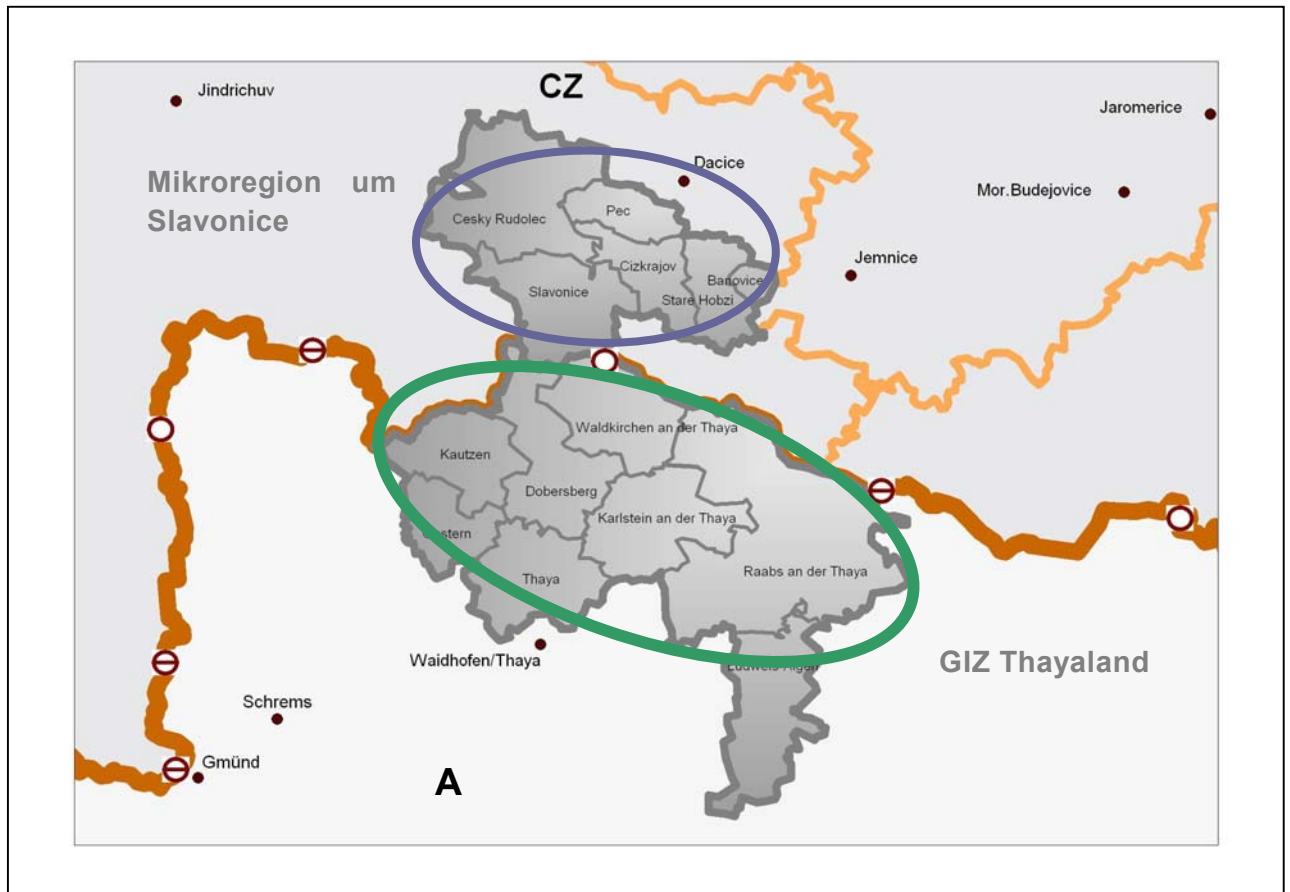 CZ
Jindrichuv
Jaromerice
Dacice
Mikroregion um
Slavonice
Mor.Budejovice
Pec
Cesky Rudolec
Jemnice
Cizkrajov
Banovice
Slavonice
Stare Hobzi
Waldkirchen an der Thaya
Kautzen
Dobersberg
Karlstein an der Thaya
Raabs an der Thaya
Thaya
Waidhofen/Thaya
GIZ Thayaland
Schrems
Gmünd
A